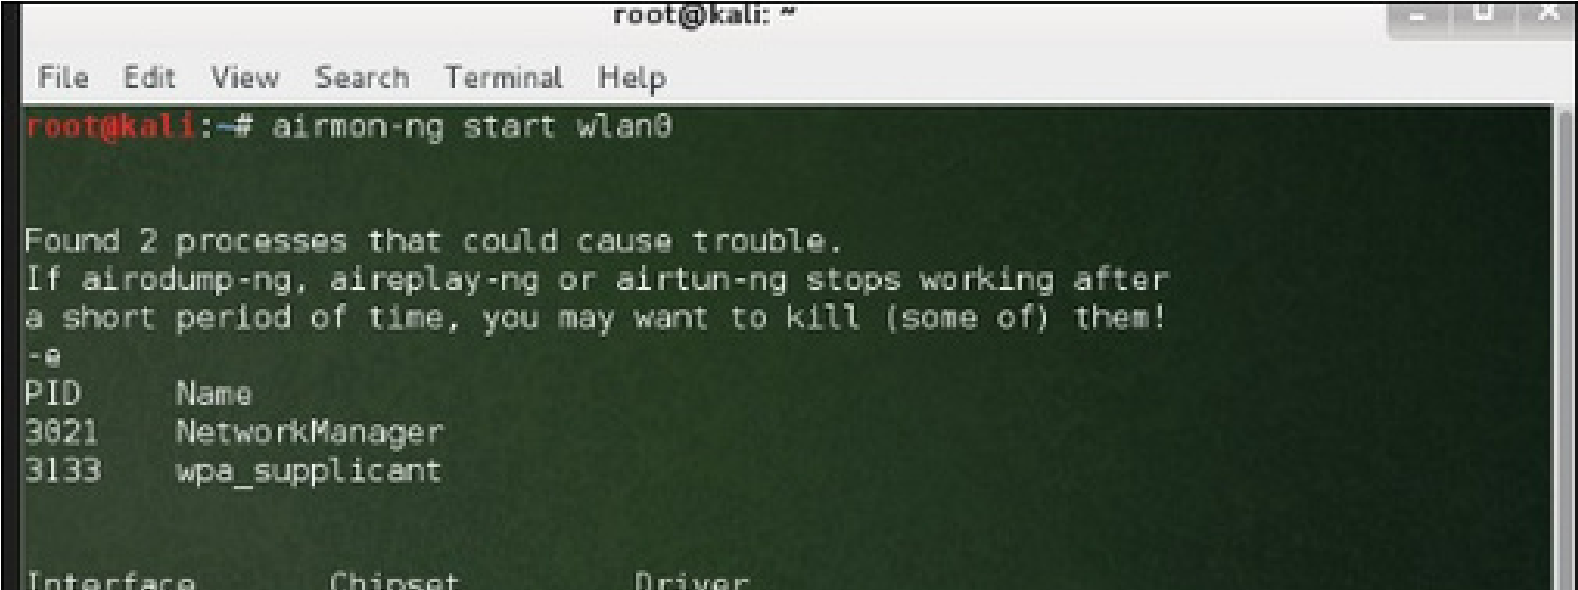 root@kali: ~
File Edit View Search Terminal Help
root@kali:~# airmon-ng start wlan0
Found 2 processes that could cause trouble.
If airodump-ng, aireplay-ng or airtun-ng stops working after
a short period of time, you may want to kill (some of) them!
-e
PID Name
3021 NetworkManager
3133 wpa_supplicant
Interface Chipset Driver